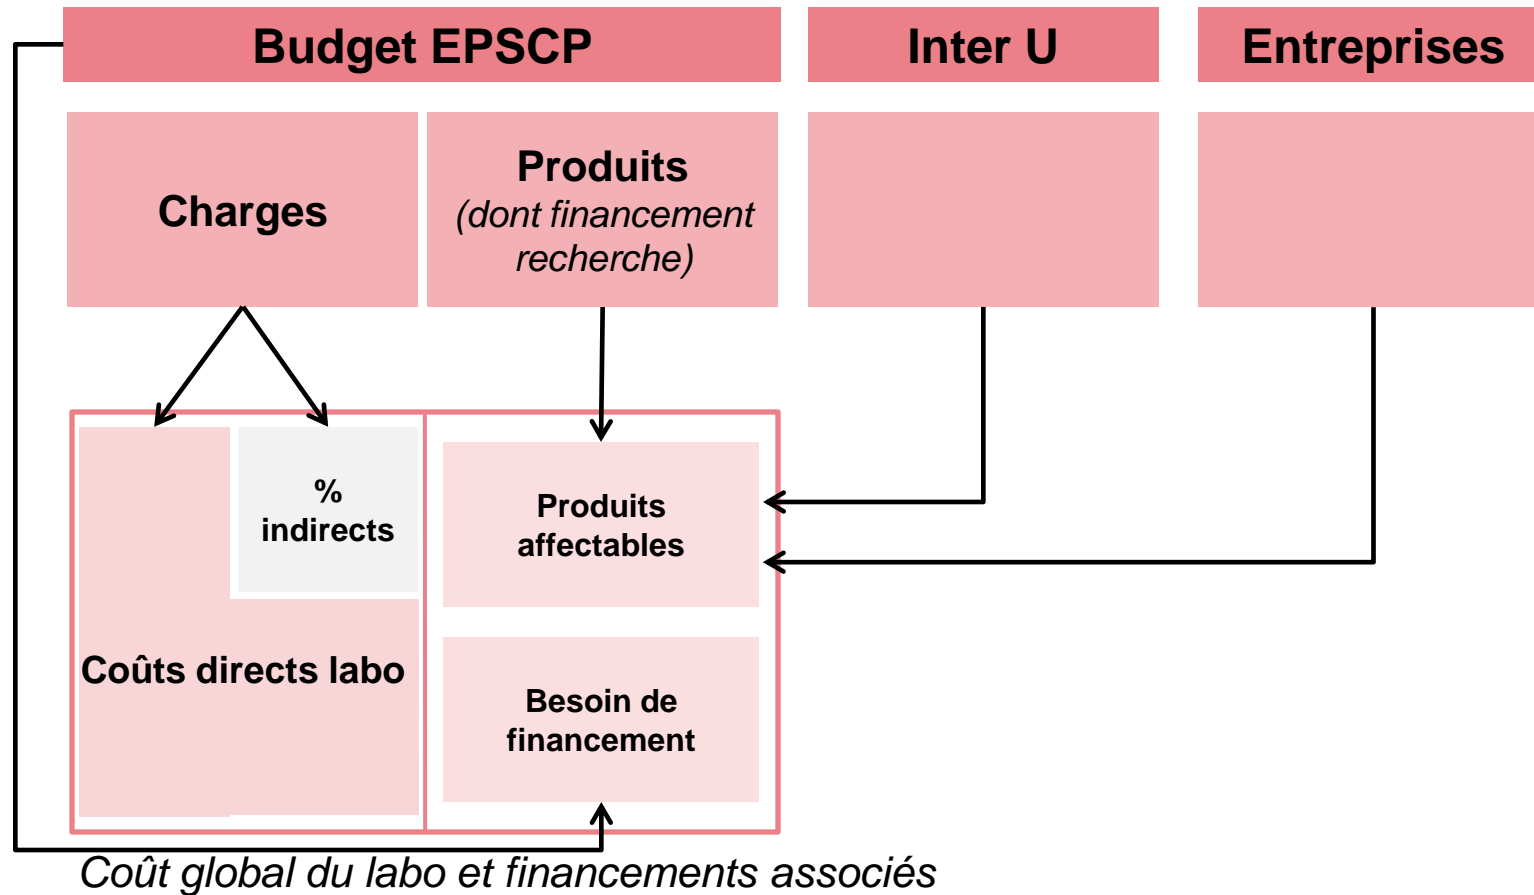 Budget EPSCP
Inter U
Entreprises
Charges
Produits
(dont financement
recherche)
%
indirects
Produits
affectables
Coûts directs labo
Besoin de
financement
Coût global du labo et financements associés